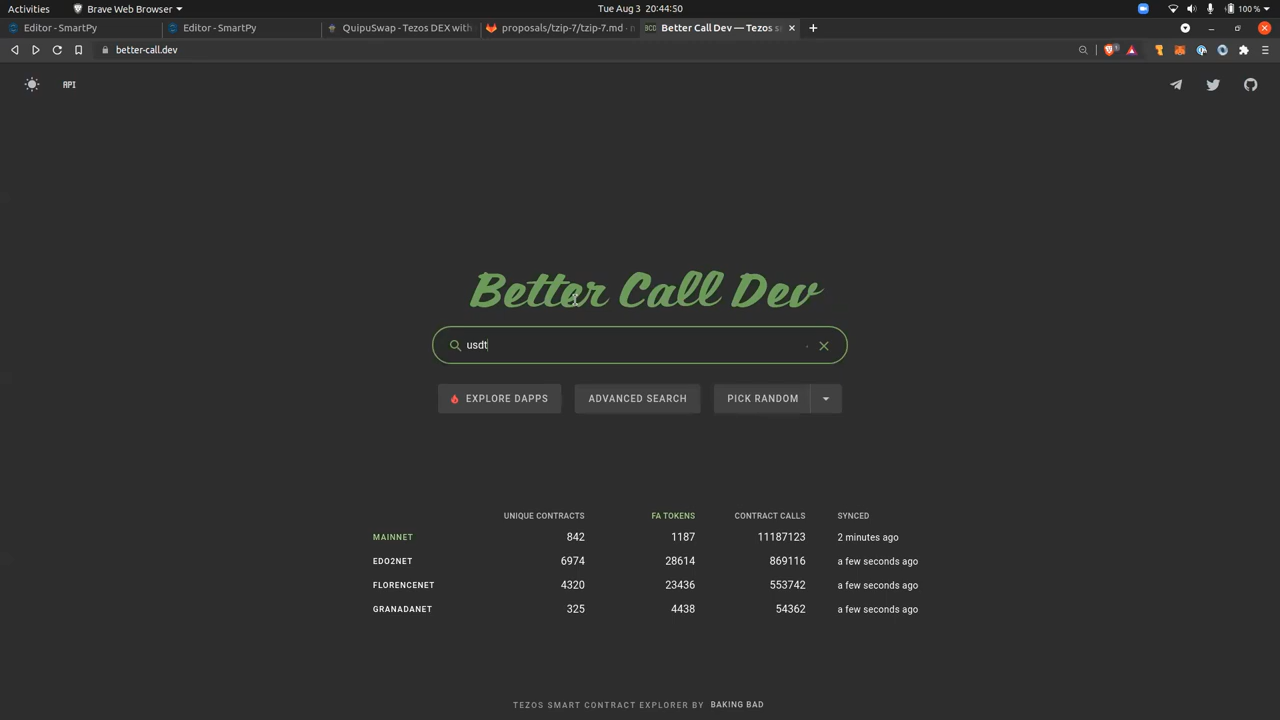 Activities
Brave Web Browser
Tue Aug 3 20:44:50
100 %
Editor - SmartPy
Editor - SmartPy
QuipuSwap - Tezos DEX with
proposals/tzip-7/tzip-7.md
BCD Better Call Dev — Tezos
better-call.dev
API
Better Call Dev
usdt
EXPLORE DAPPS
ADVANCED SEARCH
PICK RANDOM
UNIQUE CONTRACTS FA TOKENS CONTRACT CALLS SYNCED
MAINNET 842 1187 11187123 2 minutes ago
EDO2NET 6974 28614 869116 a few seconds ago
FLORENCENET 4320 23436 553742 a few seconds ago
GRANADANET 325 4438 54362 a few seconds ago
TEZOS SMART CONTRACT EXPLORER BY BAKING BAD